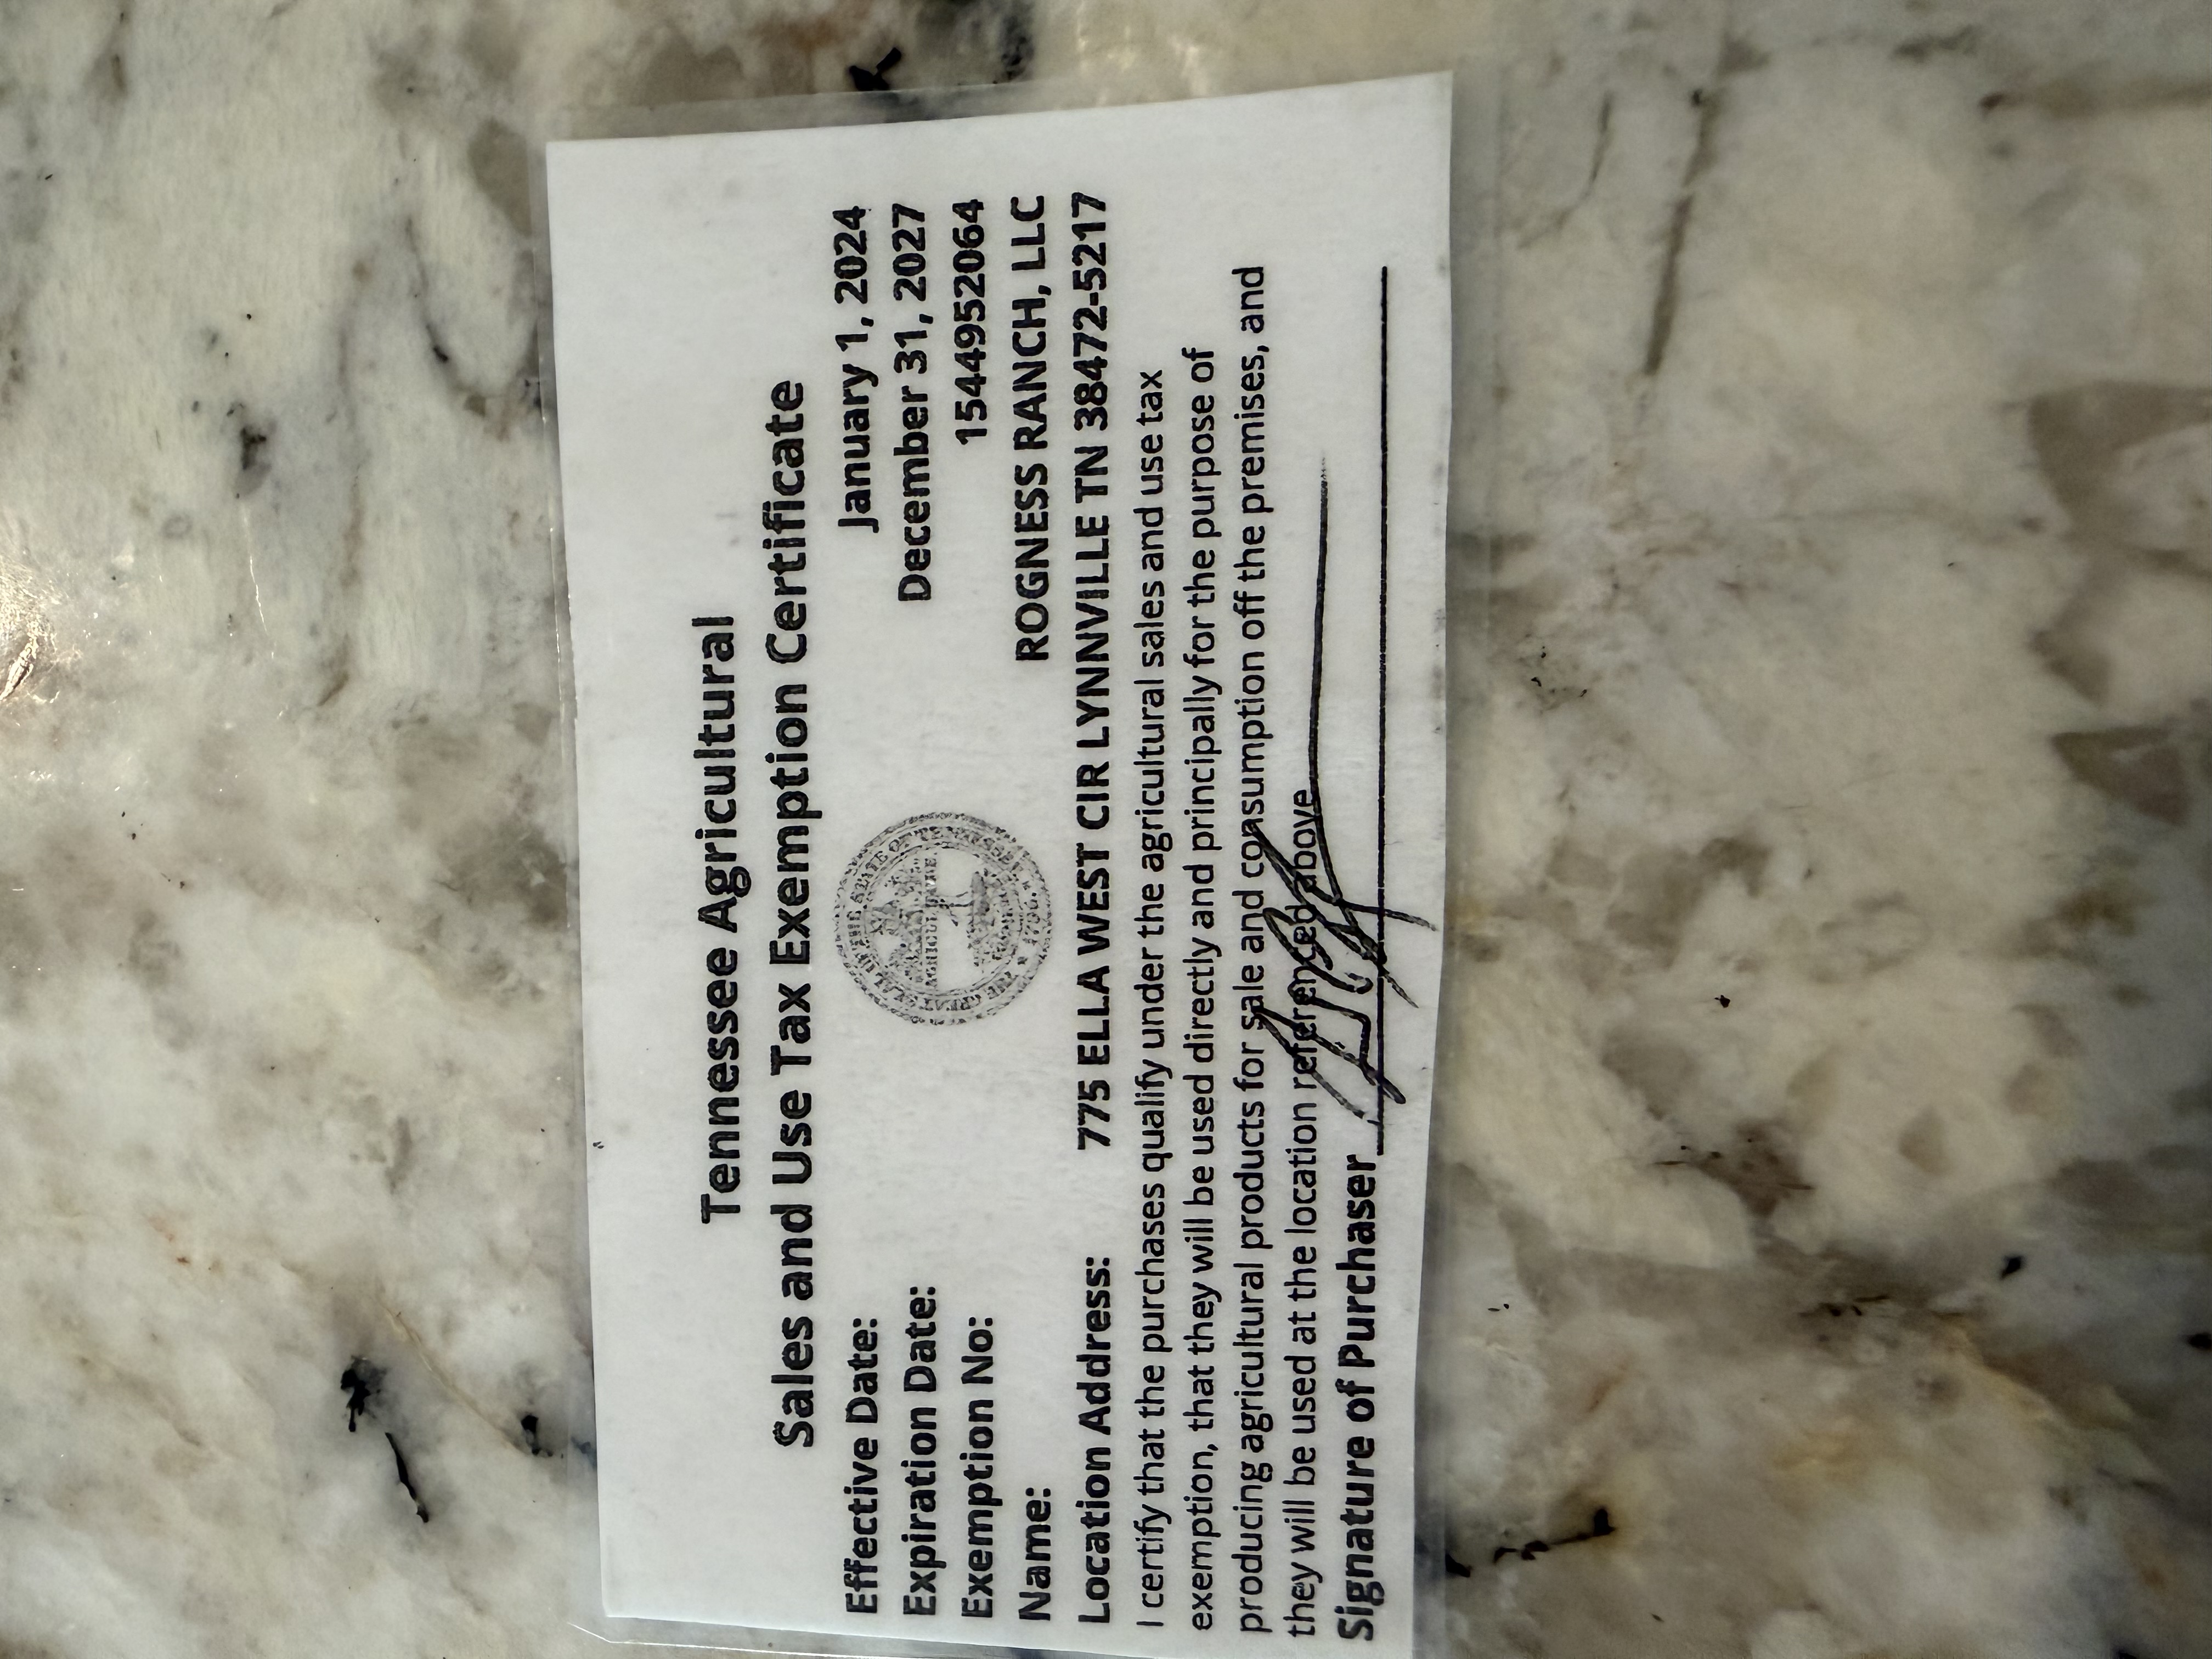 Tennessee Agricultural
Sales and Use Tax Exemption Certificate
Effective Date: January 1, 2024
Expiration Date: December 31, 2027
Exemption No: 1544952064
Name: ROGNESS RANCH, LLC
Location Address: 775 ELLA WEST CIR LYNNVILLE TN 38472-5217
I certify that the purchases qualify under the agricultural sales and use tax
exemption, that they will be used directly and principally for the purpose of
producing agricultural products for sale and consumption off the premises, and
they will be used at the location referenced above.
Signature of Purchaser
AGRICULTURE